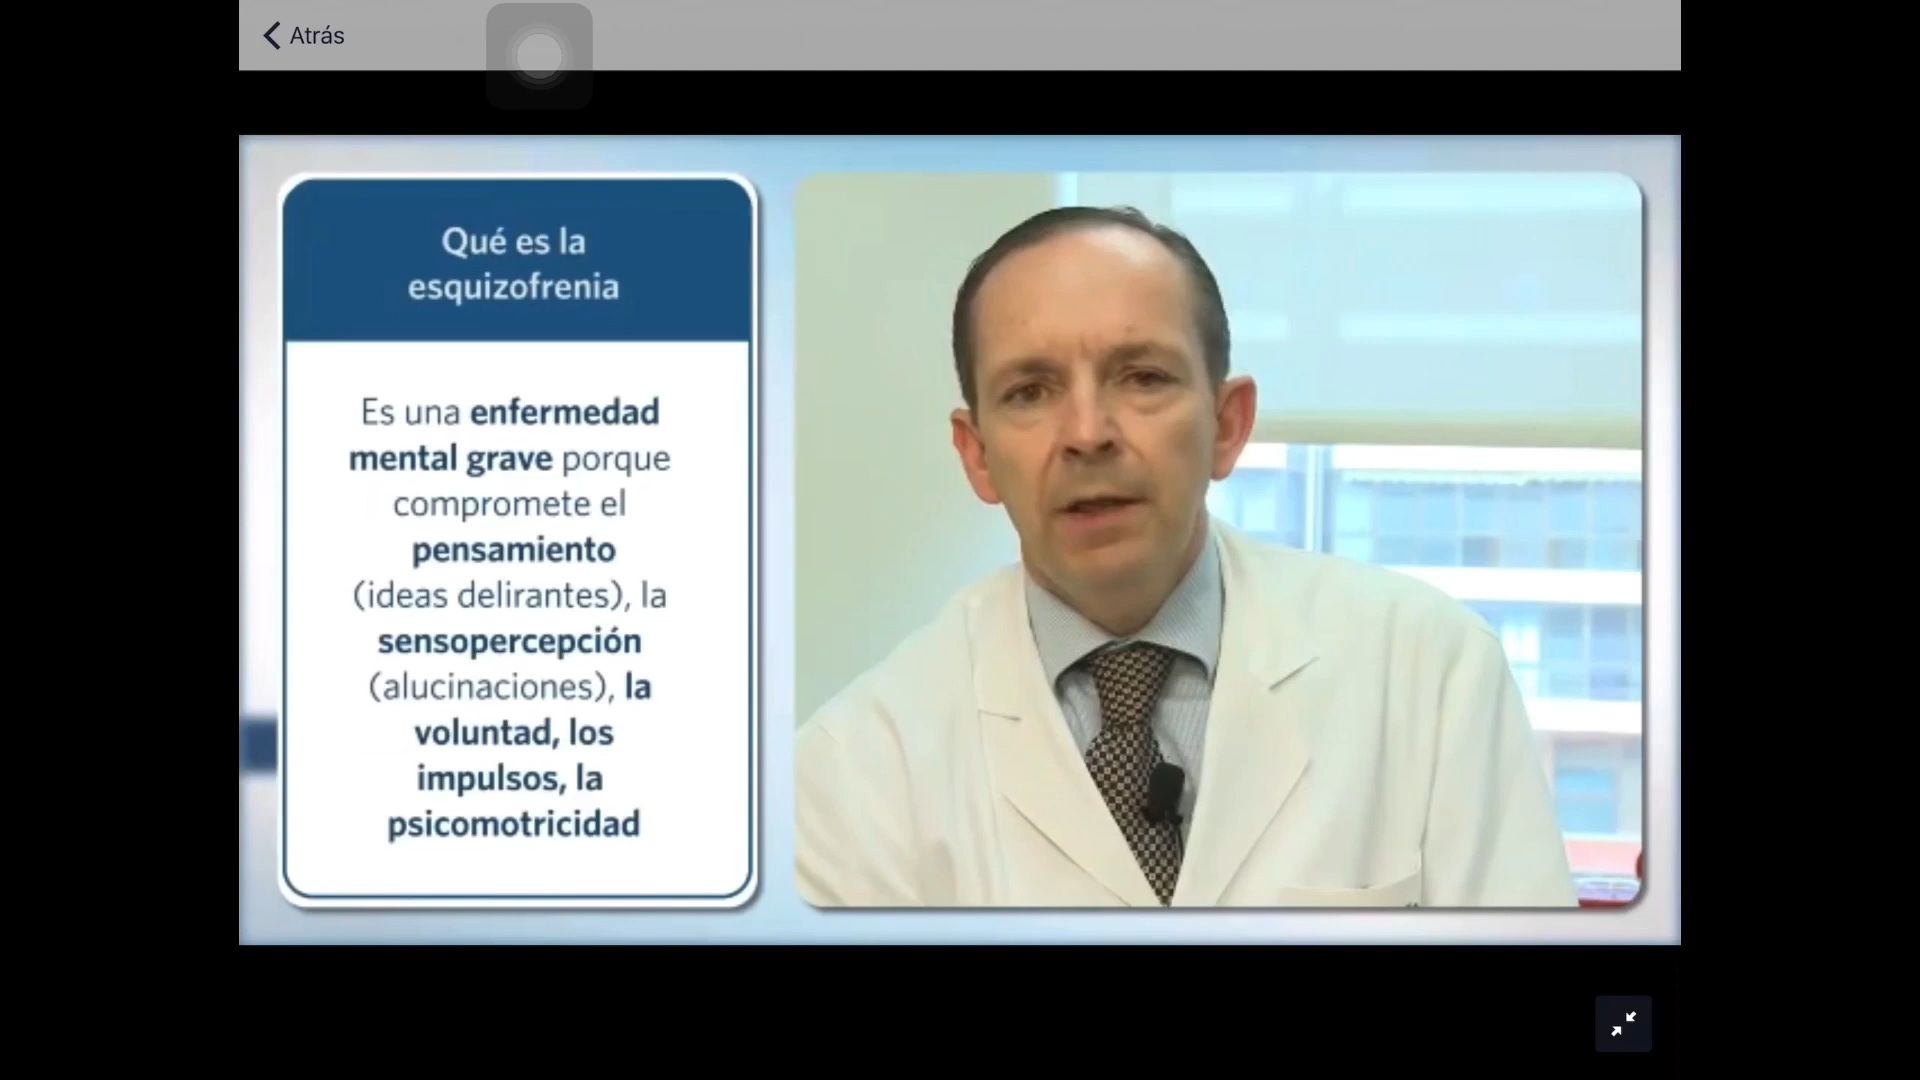 Atrás
Qué es la
esquizofrenia
Es una enfermedad
mental grave porque
compromete el
pensamiento
(ideas delirantes), la
sensopercepción
(alucinaciones), la
voluntad, los
impulsos, la
psicomotricidad